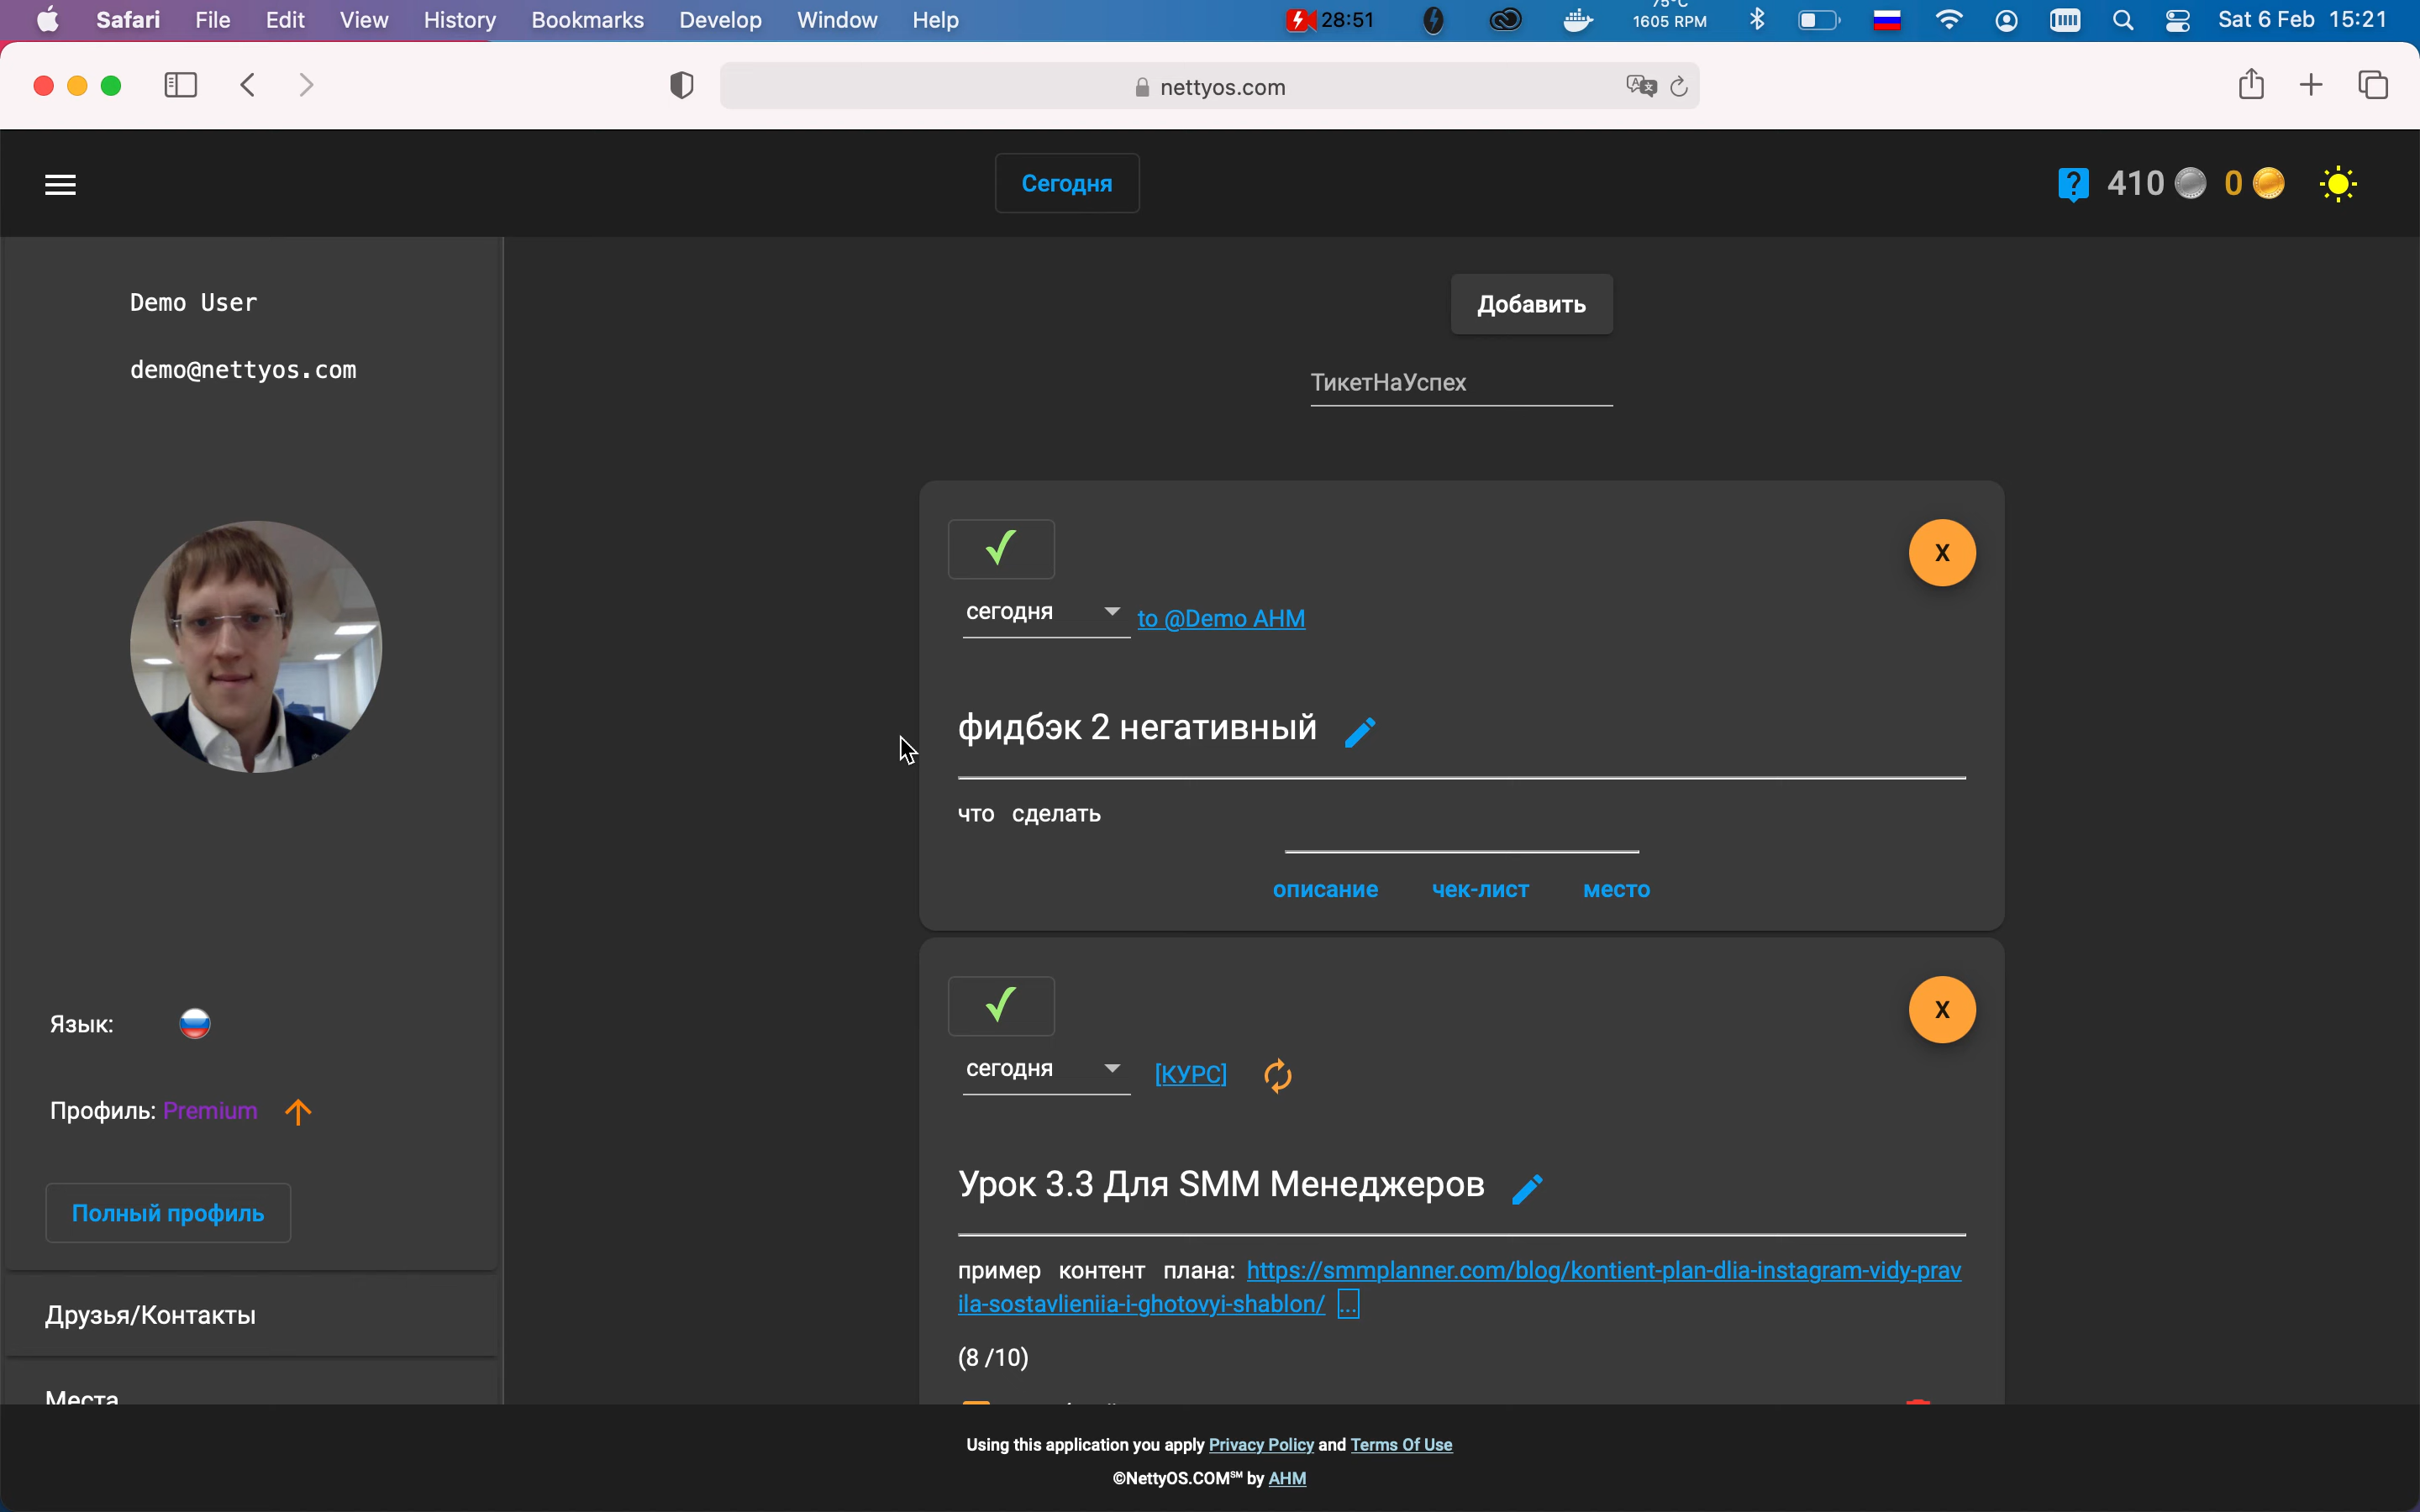 Safari File Edit View History Bookmarks Develop Window Help 28:51 75°C 1605 RPM Sat 6 Feb 15:21
nettyos.com
Сегодня
? 410 0
Demo User
demo@nettyos.com
Язык:
Профиль: Premium
Полный профиль
Друзья/Контакты
Места
Добавить
ТикетНаУспех
X
сегодня to @Demo AHM
фидбэк 2 негативный
что сделать
описание чек-лист место
X
сегодня [КУРС]
Урок 3.3 Для SMM Менеджеров
пример контент плана: https://smmplanner.com/blog/kontient-plan-dlia-instagram-vidy-prav
ila-sostavlieniia-i-ghotovyi-shablon/ ...
(8 /10)
Using this application you apply Privacy Policy and Terms Of Use
©NettyOS.COM℠ by AHM